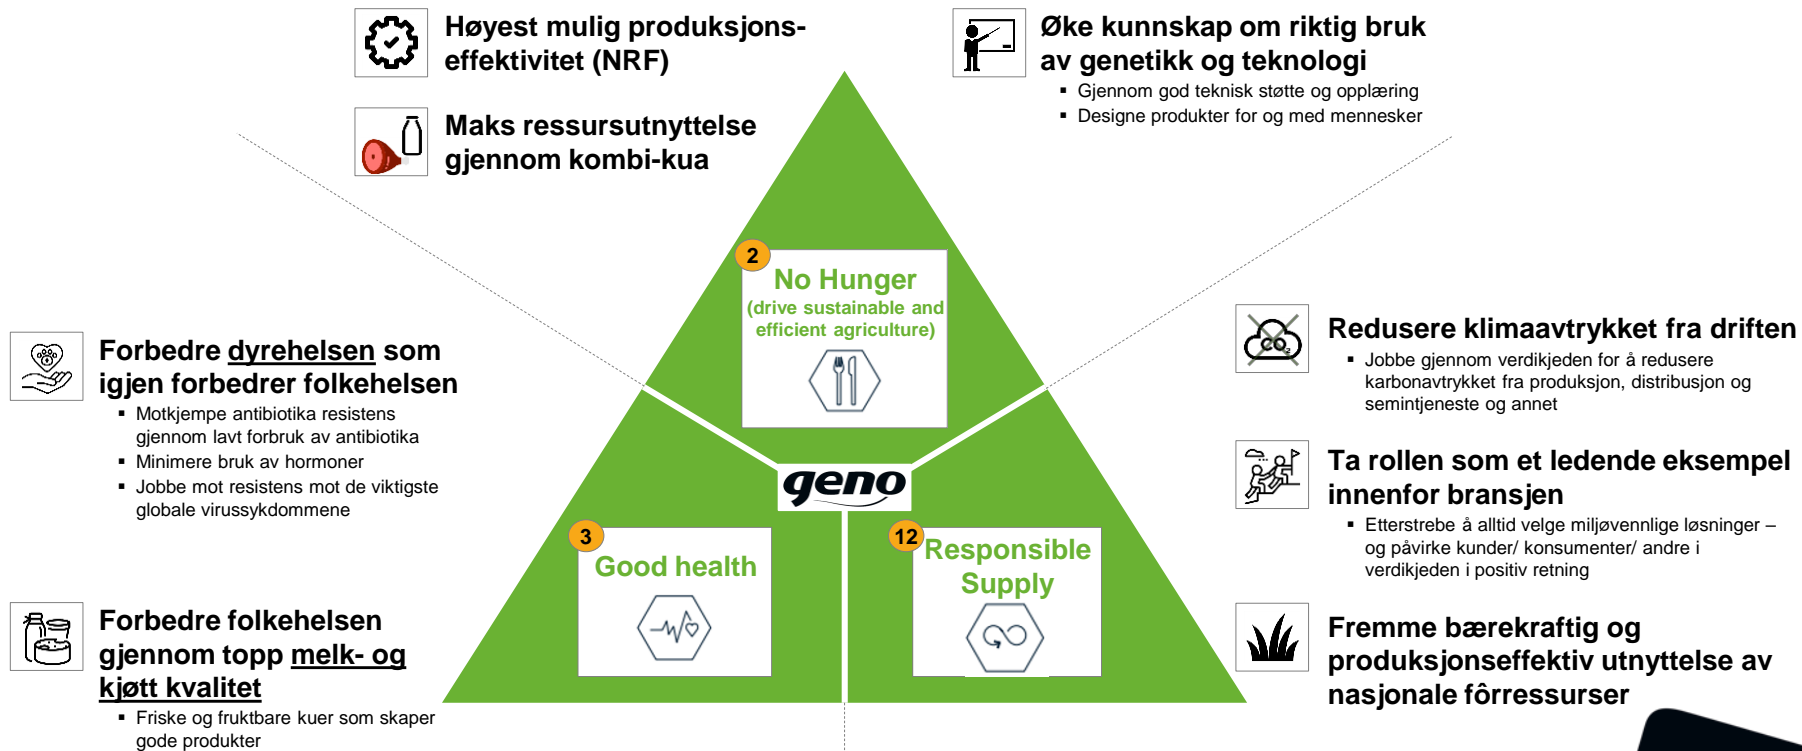 Høyest mulig produksjons-
effektivitet (NRF)
Maks ressursutnyttelse
gjennom kombi-kua
Øke kunnskap om riktig bruk
av genetikk og teknologi
▪ Gjennom god teknisk støtte og opplæring
▪ Designe produkter for og med mennesker
2
No Hunger
(drive sustainable and
efficient agriculture)
Forbedre dyrehelsen som
igjen forbedrer folkehelsen
▪ Motkjempe antibiotika resistens
gjennom lavt forbruk av antibiotika
▪ Minimere bruk av hormoner
▪ Jobbe mot resistens mot de viktigste
globale virussykdommene
Forbedre folkehelsen
gjennom topp melk- og
kjøtt kvalitet
▪ Friske og fruktbare kuer som skaper
gode produkter
geno
3
Good health
12
Responsible
Supply
CO2
Redusere klimaavtrykket fra driften
▪ Jobbe gjennom verdikjeden for å redusere
karbonavtrykket fra produksjon, distribusjon og
semintjeneste og annet
Ta rollen som et ledende eksempel
innenfor bransjen
▪ Etterstrebe å alltid velge miljøvennlige løsninger –
og påvirke kunder/ konsumenter/ andre i
verdikjeden i positiv retning
Fremme bærekraftig og
produksjonseffektiv utnyttelse av
nasjonale fôrressurser